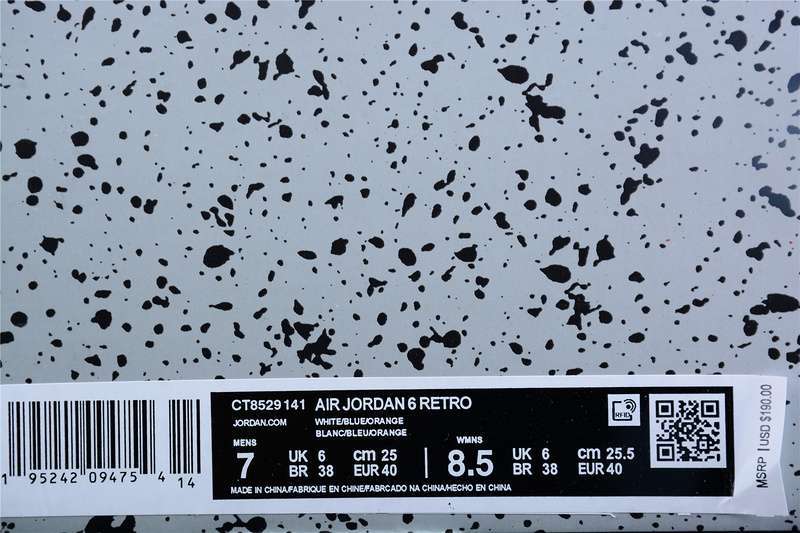 CT8529 141 AIR JORDAN 6 RETRO
JORDAN.COM WHITE/BLUE/ORANGE
BLANC/BLEU/ORANGE
MENS
7
UK 6 cm 25
BR 38 EUR 40
WMNS
8.5
UK 6 cm 25.5
BR 38 EUR 40
MADE IN CHINA/FABRIQUE EN CHINE/FABRCADO NA CHINA/HECHO EN CHINA
RFID
MSRP | USD $190.00
1 95242 09475 4 14